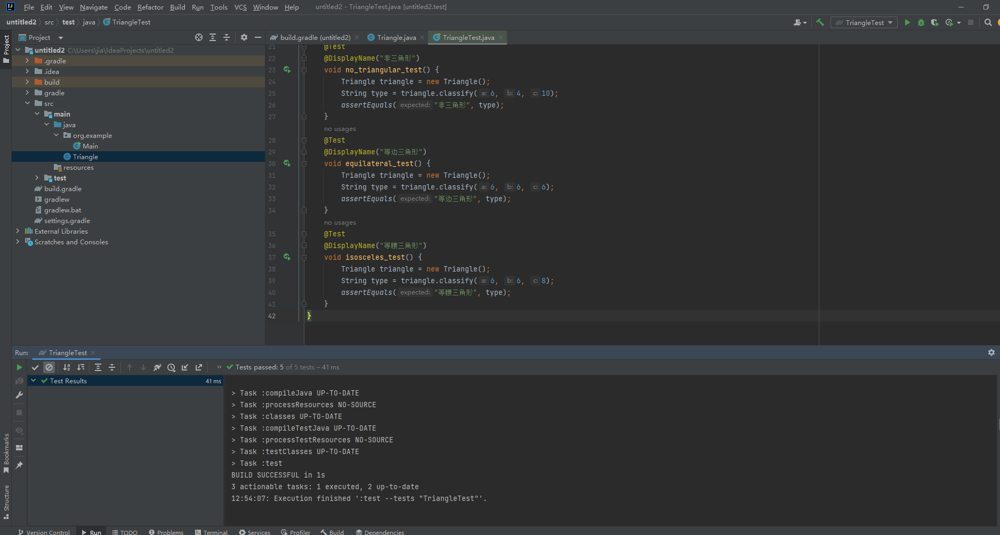 File Edit View Navigate Code Refactor Build Run Tools VCS Window Help untitled2 - TriangleTest.java [untitled2.test]
untitled2 src test java TriangleTest
TriangleTest
Project
Project
build.gradle (untitled2) Triangle.java TriangleTest.java
untitled2 C:\Users\jia\IdeaProjects\untitled2
.gradle
.idea
build
gradle
src
main
java
org.example
Main
Triangle
resources
test
build.gradle
gradlew
gradlew.bat
settings.gradle
External Libraries
Scratches and Consoles
21 @Test
22 @DisplayName("非三角形")
23 void no_triangular_test() {
24 Triangle triangle = new Triangle();
25 String type = triangle.classify( a: 6, b: 4, c: 10);
26 assertEquals( expected: "非三角形", type);
27 }
no usages
28 @Test
29 @DisplayName("等边三角形")
30 void equilateral_test() {
31 Triangle triangle = new Triangle();
32 String type = triangle.classify( a: 6, b: 6, c: 6);
33 assertEquals( expected: "等边三角形", type);
34 }
no usages
35 @Test
36 @DisplayName("等腰三角形")
37 void isosceles_test() {
38 Triangle triangle = new Triangle();
39 String type = triangle.classify( a: 6, b: 6, c: 8);
40 assertEquals( expected: "等腰三角形", type);
41 }
42 }
Run: TriangleTest
Tests passed: 5 of 5 tests – 41 ms
Test Results 41 ms
> Task :compileJava UP-TO-DATE
> Task :processResources NO-SOURCE
> Task :classes UP-TO-DATE
> Task :compileTestJava UP-TO-DATE
> Task :processTestResources NO-SOURCE
> Task :testClasses UP-TO-DATE
> Task :test
BUILD SUCCESSFUL in 1s
3 actionable tasks: 1 executed, 2 up-to-date
12:54:07: Execution finished ':test --tests "TriangleTest"'.
Bookmarks
Structure
Version Control Run TODO Problems Terminal Services Profiler Build Dependencies